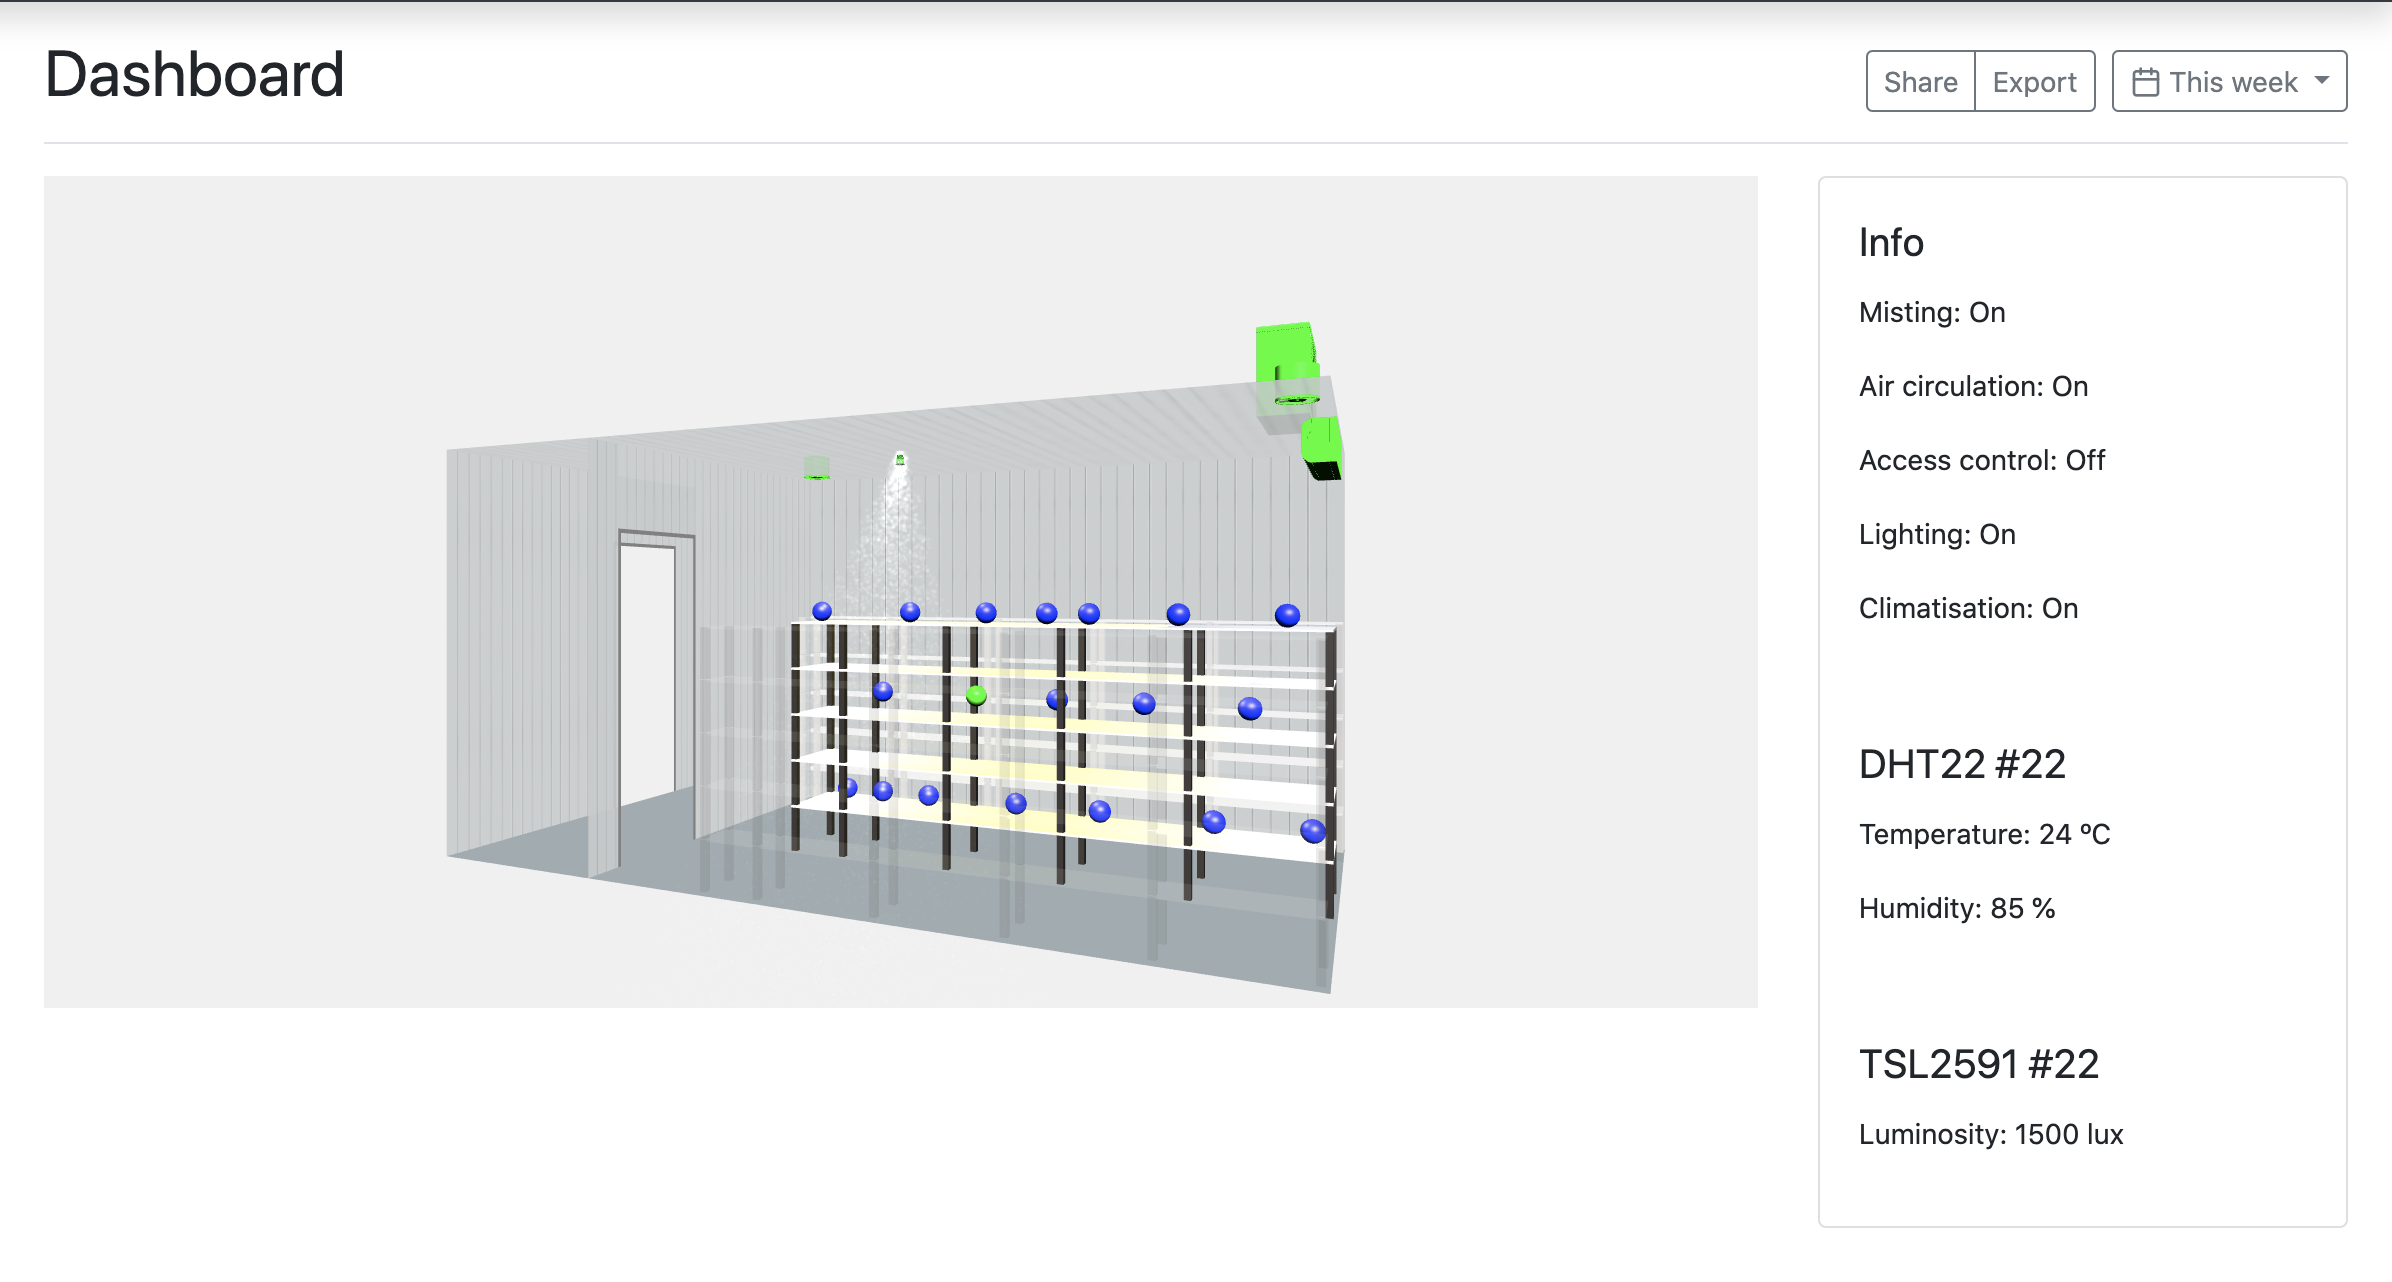 Dashboard
Share
Export
This week
Info
Misting: On
Air circulation: On
Access control: Off
Lighting: On
Climatisation: On
DHT22 #22
Temperature: 24 ºC
Humidity: 85 %
TSL2591 #22
Luminosity: 1500 lux